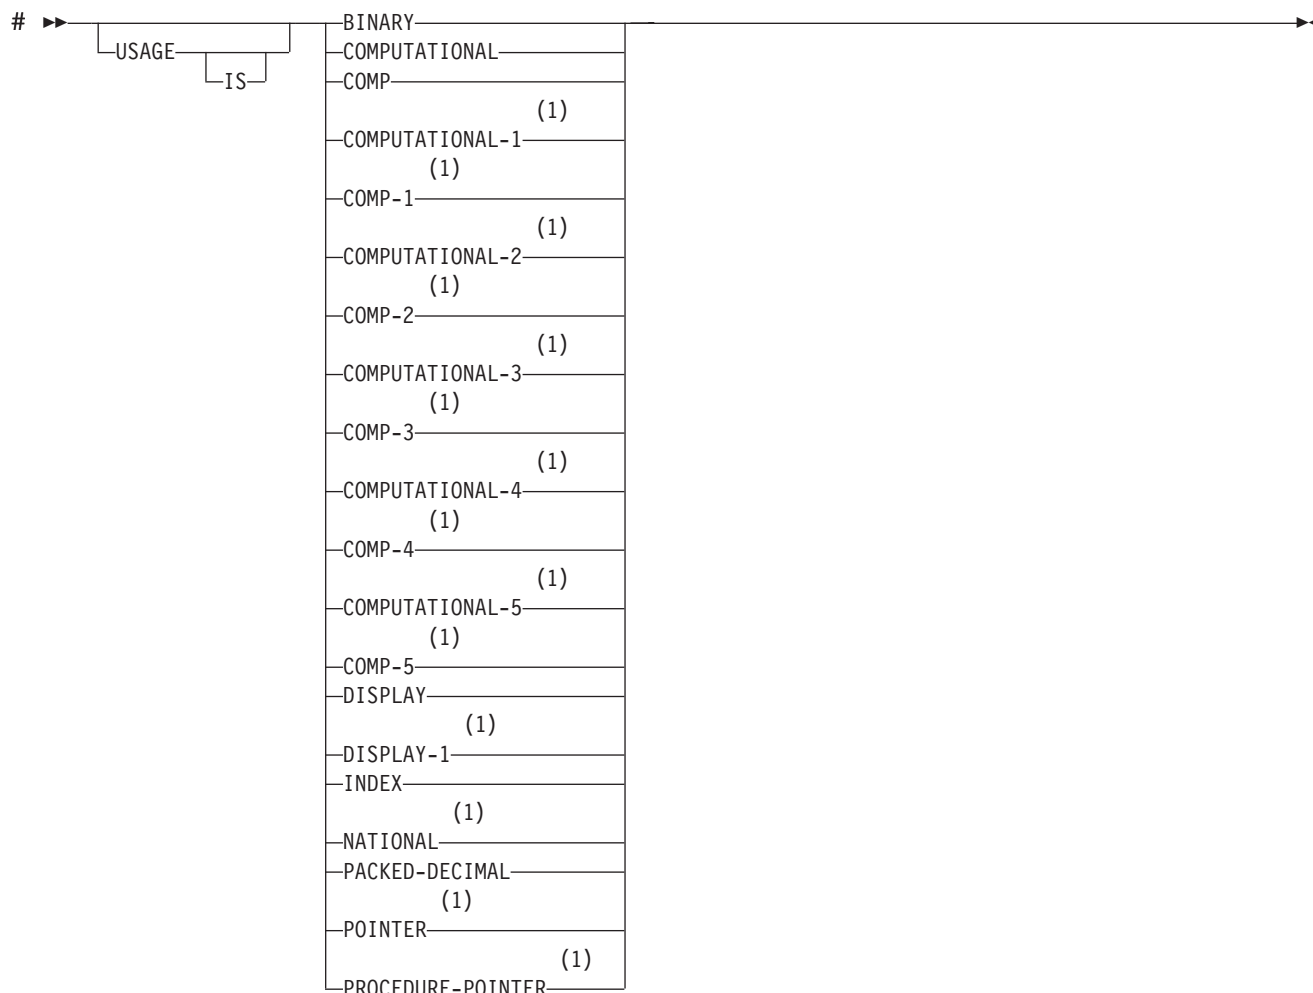 # BINARY
USAGE COMPUTATIONAL
IS COMP
(1)
COMPUTATIONAL-1
(1)
COMP-1
(1)
COMPUTATIONAL-2
(1)
COMP-2
(1)
COMPUTATIONAL-3
(1)
COMP-3
(1)
COMPUTATIONAL-4
(1)
COMP-4
(1)
COMPUTATIONAL-5
(1)
COMP-5
DISPLAY
(1)
DISPLAY-1
INDEX
(1)
NATIONAL
PACKED-DECIMAL
(1)
POINTER
(1)
PROCEDURE-POINTER